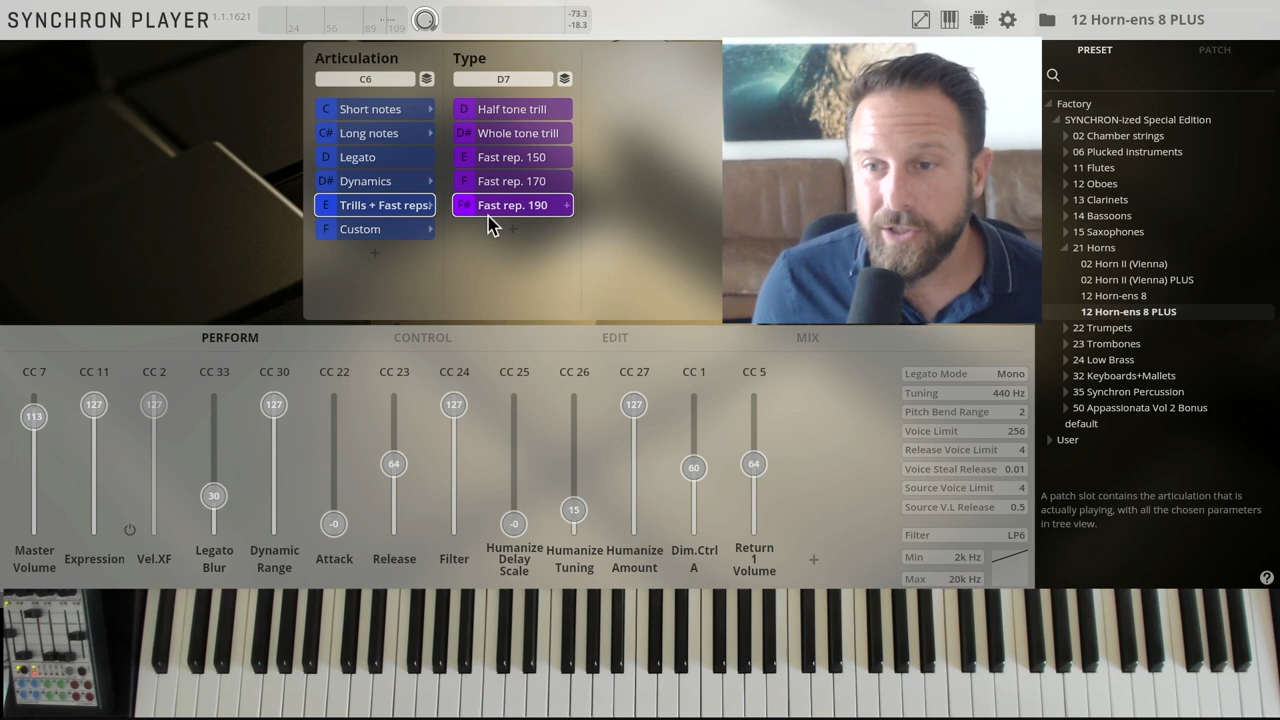 SYNCHRON PLAYER 1.1.1621
24 56 89 109
-73.3
-18.3
12 Horn-ens 8 PLUS
Articulation
C6
C Short notes
C# Long notes
D Legato
D# Dynamics
E Trills + Fast reps.
F Custom
+
Type
D7
D Half tone trill
D# Whole tone trill
E Fast rep. 150
F Fast rep. 170
F# Fast rep. 190 +
+
PRESET PATCH
Factory
SYNCHRON-ized Special Edition
02 Chamber strings
06 Plucked Instruments
11 Flutes
12 Oboes
13 Clarinets
14 Bassoons
15 Saxophones
21 Horns
02 Horn II (Vienna)
02 Horn II (Vienna) PLUS
12 Horn-ens 8
12 Horn-ens 8 PLUS
22 Trumpets
23 Trombones
24 Low Brass
32 Keyboards+Mallets
35 Synchron Percussion
50 Appassionata Vol 2 Bonus
default
User
A patch slot contains the articulation that is
actually playing, with all the chosen parameters
in tree view.
?
PERFORM CONTROL EDIT MIX
CC 7 CC 11 CC 2 CC 33 CC 30 CC 22 CC 23 CC 24 CC 25 CC 26 CC 27 CC 1 CC 5
113 127 127 30 127 -0 64 127 -0 15 127 60 64
Master Volume
Expression
Vel.XF
Legato Blur
Dynamic Range
Attack
Release
Filter
Humanize Delay Scale
Humanize Tuning
Humanize Amount
Dim.Ctrl A
Return 1 Volume
+
Legato Mode Mono
Tuning 440 Hz
Pitch Bend Range 2
Voice Limit 256
Release Voice Limit 4
Voice Steal Release 0.01
Source Voice Limit 4
Source V.L Release 0.5
Filter LP6
Min 2k Hz
Max 20k Hz